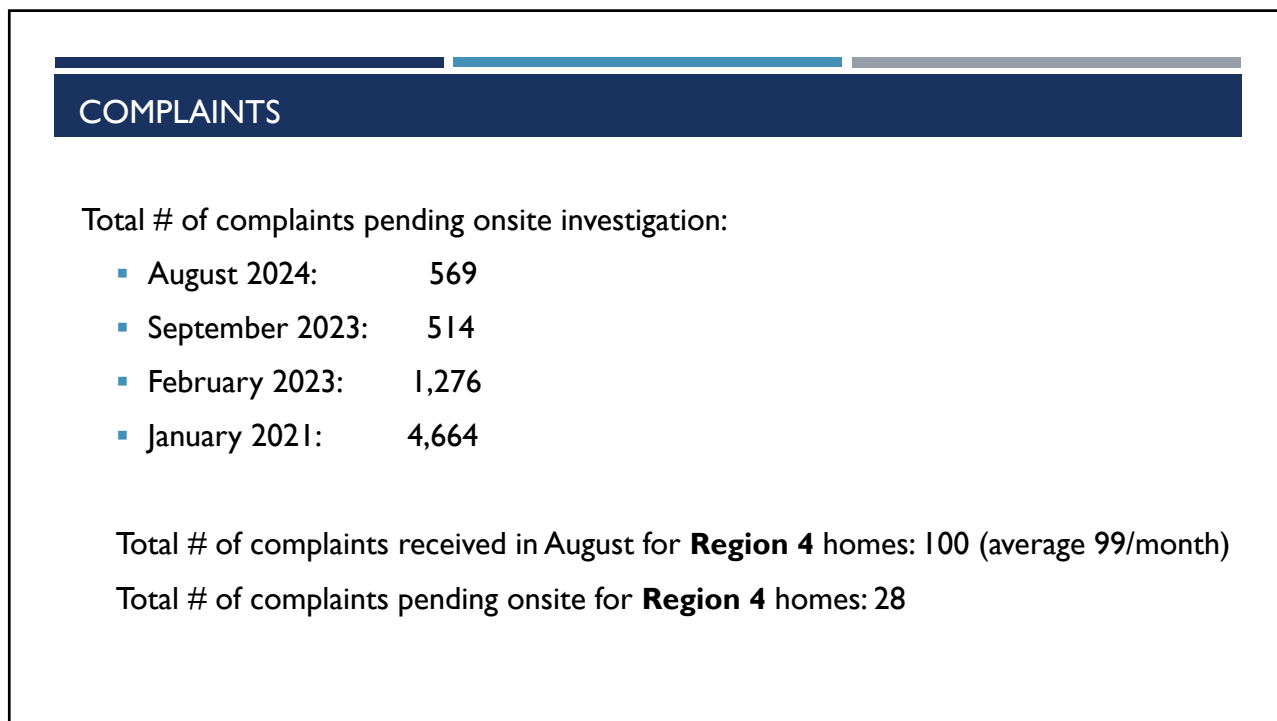 COMPLAINTS
Total # of complaints pending onsite investigation:
▪ August 2024: 569
▪ September 2023: 514
▪ February 2023: 1,276
▪ January 2021: 4,664
Total # of complaints received in August for Region 4 homes: 100 (average 99/month)
Total # of complaints pending onsite for Region 4 homes: 28